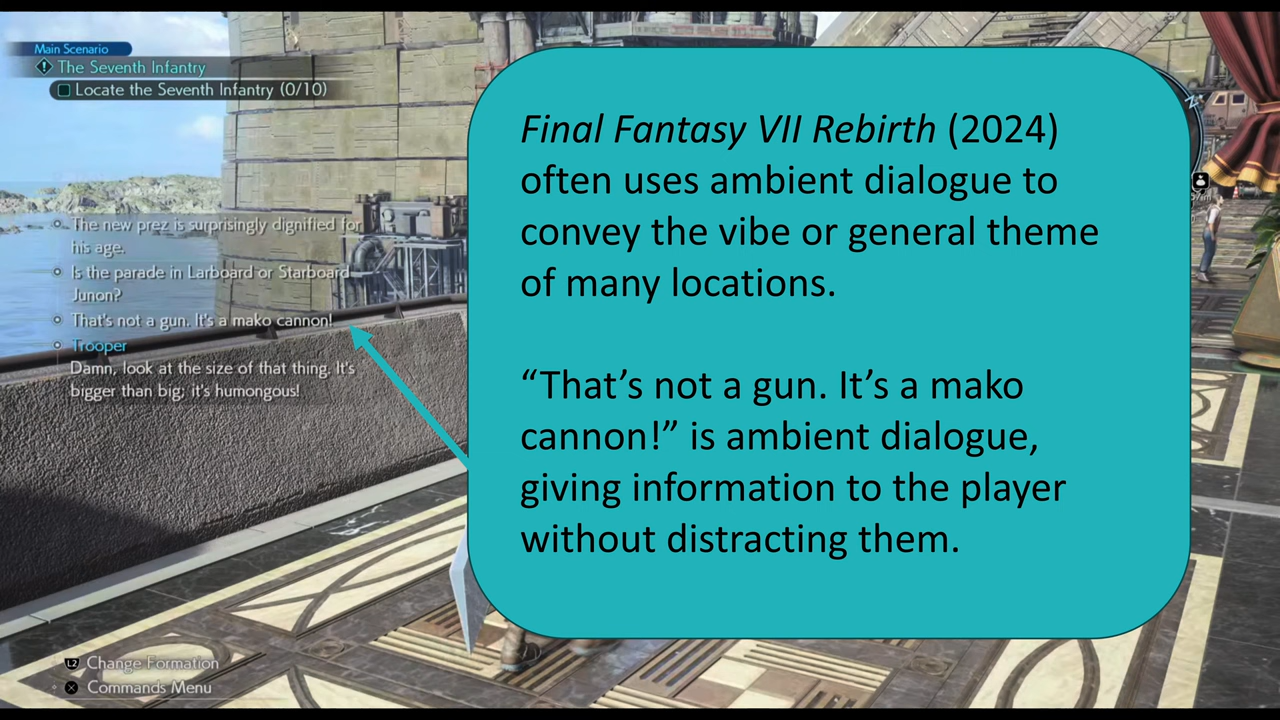 Main Scenario
The Seventh Infantry
Locate the Seventh Infantry (0/10)
The new prez is surprisingly dignified for
his age.
Is the parade in Larboard or Starboard
Junon?
That's not a gun. It's a mako cannon!
Trooper
Damn, look at the size of that thing. It's
bigger than big; it's humongous!
Final Fantasy VII Rebirth (2024)
often uses ambient dialogue to
convey the vibe or general theme
of many locations.
“That’s not a gun. It’s a mako
cannon!” is ambient dialogue,
giving information to the player
without distracting them.
L2 Change Formation
Commands Menu